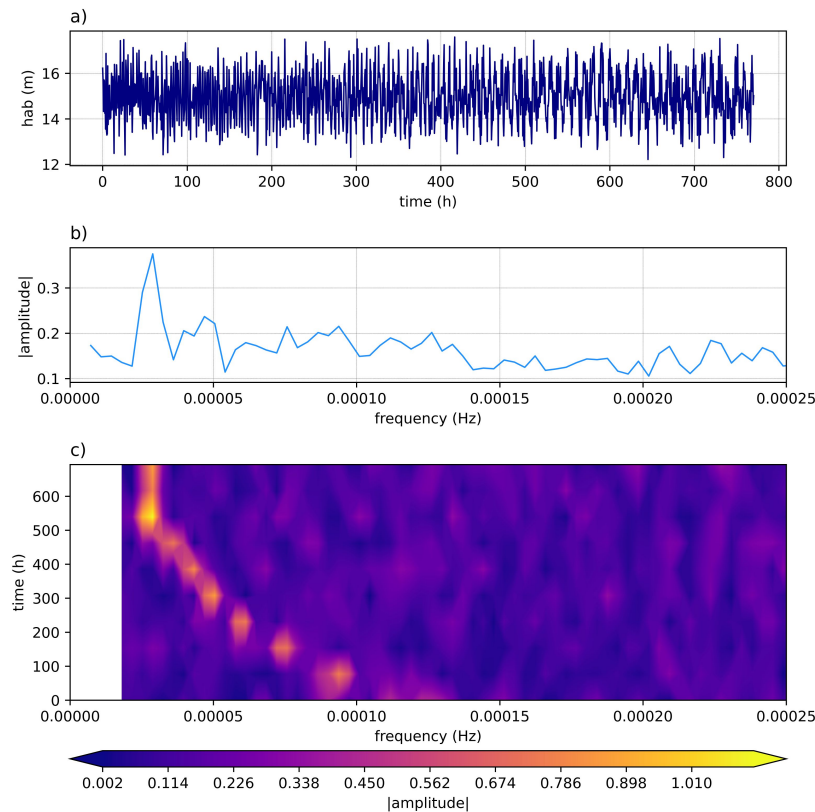 a)
16
14
12
hab (m)
0 100 200 300 400 500 600 700 800
time (h)
b)
0.3
0.2
0.1
|amplitude|
0.00000 0.00005 0.00010 0.00015 0.00020 0.00025
frequency (Hz)
c)
600
500
400
300
200
100
0
time (h)
0.00000 0.00005 0.00010 0.00015 0.00020 0.00025
frequency (Hz)
0.002 0.114 0.226 0.338 0.450 0.562 0.674 0.786 0.898 1.010
|amplitude|